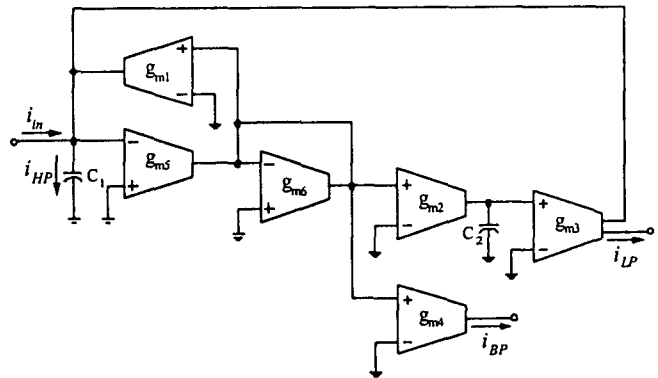 +
g_m1
−
i_in
i_HP
C_1
−
g_m5
+
−
g_m6
+
+
g_m2
−
C_2
+
g_m3
−
i_LP
+
g_m4
−
i_BP